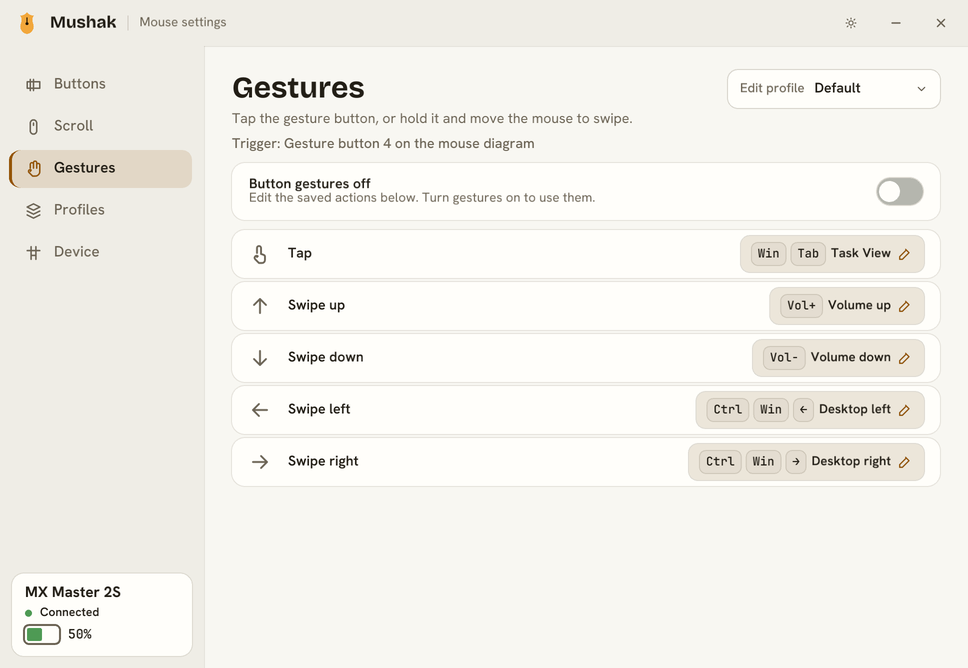 Mushak
Mouse settings
Buttons
Scroll
Gestures
Profiles
Device
MX Master 2S
Connected
50%
Gestures
Tap the gesture button, or hold it and move the mouse to swipe.
Trigger: Gesture button 4 on the mouse diagram
Edit profile Default
Button gestures off
Edit the saved actions below. Turn gestures on to use them.
Tap Win Tab Task View
Swipe up Vol+ Volume up
Swipe down Vol- Volume down
Swipe left Ctrl Win ← Desktop left
Swipe right Ctrl Win → Desktop right